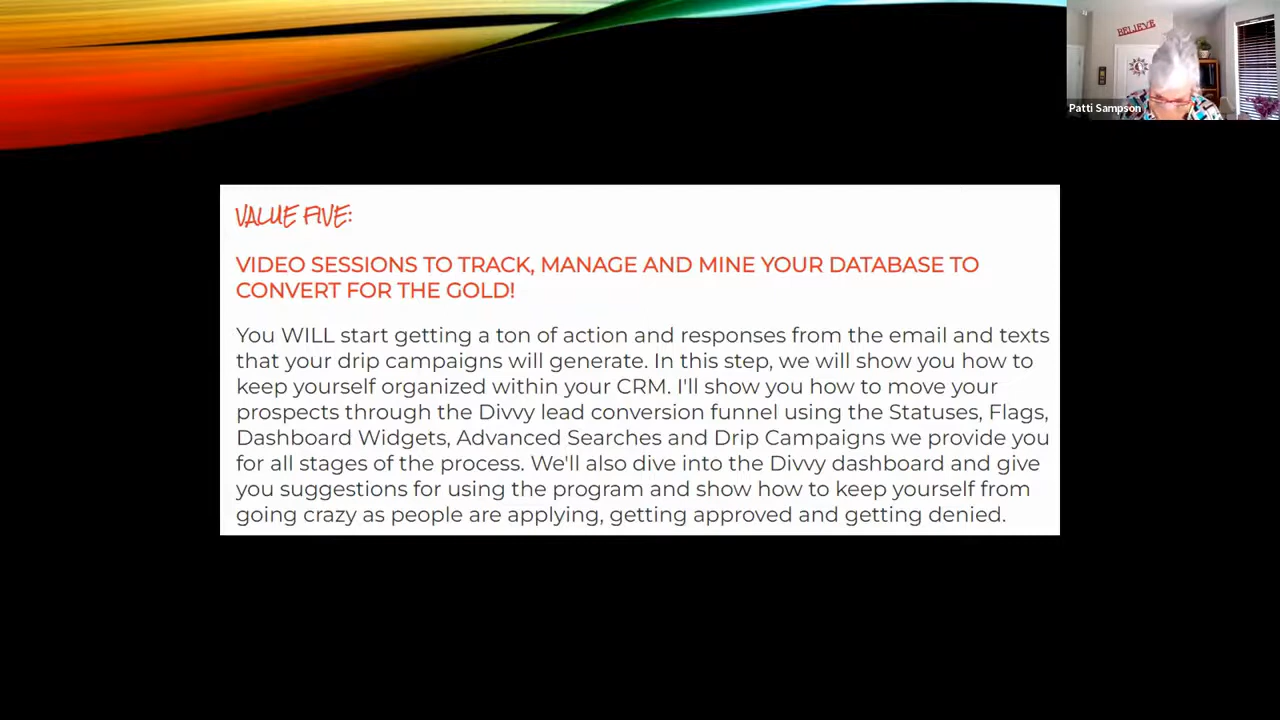 BELIEVE
Patti Sampson
VALUE FIVE:
VIDEO SESSIONS TO TRACK, MANAGE AND MINE YOUR DATABASE TO
CONVERT FOR THE GOLD!
You WILL start getting a ton of action and responses from the email and texts
that your drip campaigns will generate. In this step, we will show you how to
keep yourself organized within your CRM. I'll show you how to move your
prospects through the Divvy lead conversion funnel using the Statuses, Flags,
Dashboard Widgets, Advanced Searches and Drip Campaigns we provide you
for all stages of the process. We'll also dive into the Divvy dashboard and give
you suggestions for using the program and show how to keep yourself from
going crazy as people are applying, getting approved and getting denied.